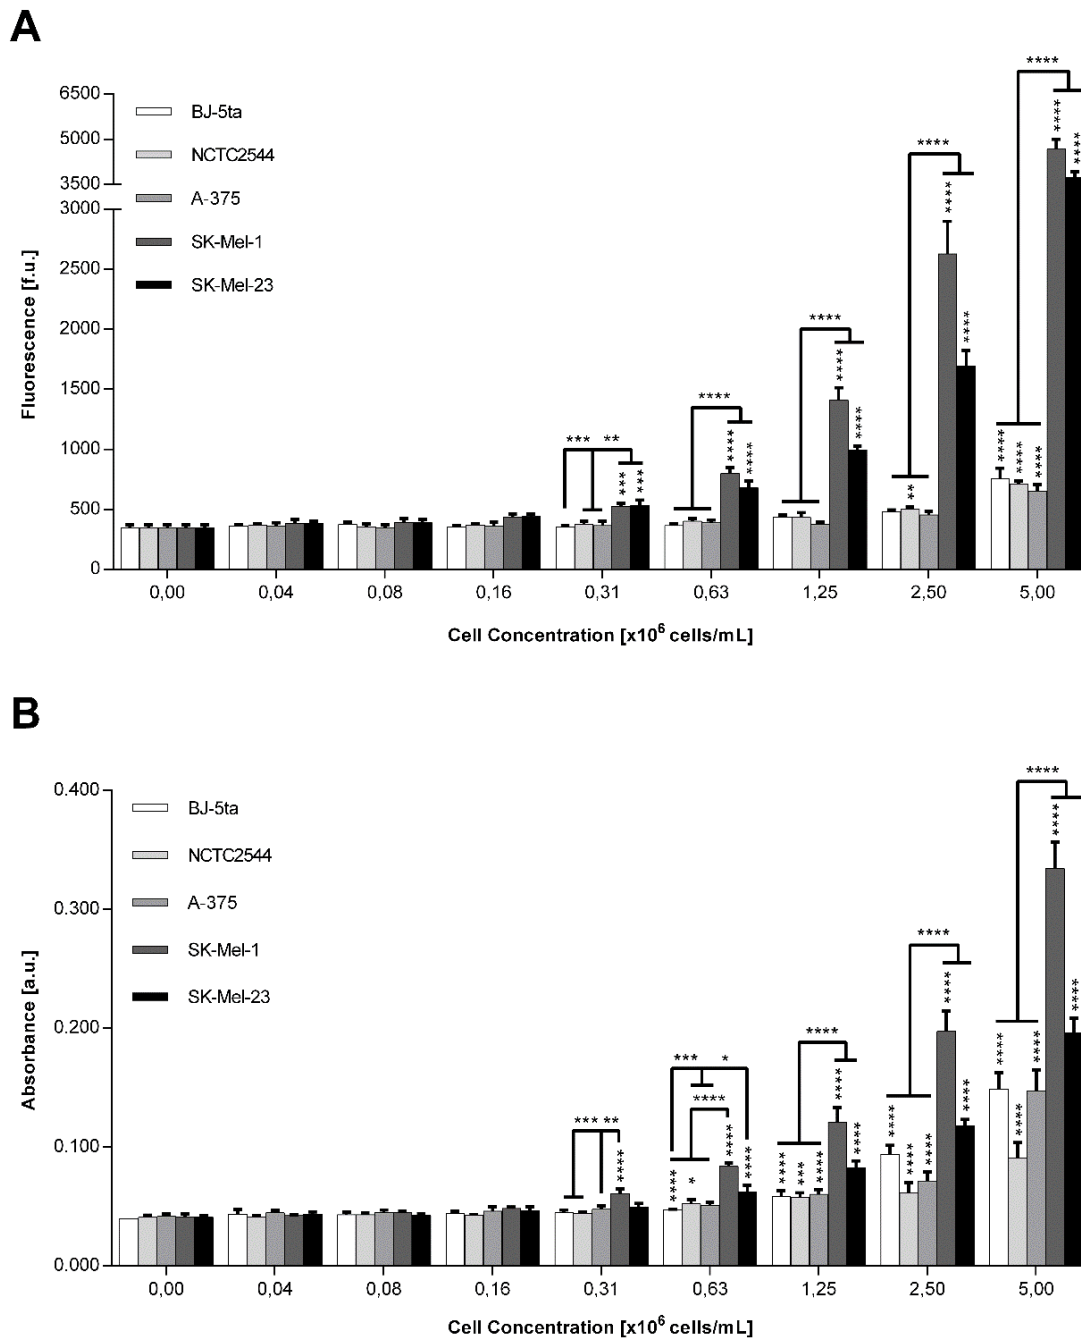 A
****
6500
5000
3500
3000
2500
2000
1500
1000
500
0
Fluorescence [f.u.]
BJ-5ta
NCTC2544
A-375
SK-Mel-1
SK-Mel-23
**** **** ****
**** **** ****
**** **** ****
**** **** ****
*** ** *** ***
**
**** **** ****
0,00 0,04 0,08 0,16 0,31 0,63 1,25 2,50 5,00
Cell Concentration [x10⁶ cells/mL]
B
****
0.400
0.300
0.200
0.100
0.000
Absorbance [a.u.]
BJ-5ta
NCTC2544
A-375
SK-Mel-1
SK-Mel-23
**** **** **** **** ****
**** **** **** **** **** ****
**** **** **** *** **** ****
*** * **** **** * **** ****
*** ** ****
0,00 0,04 0,08 0,16 0,31 0,63 1,25 2,50 5,00
Cell Concentration [x10⁶ cells/mL]